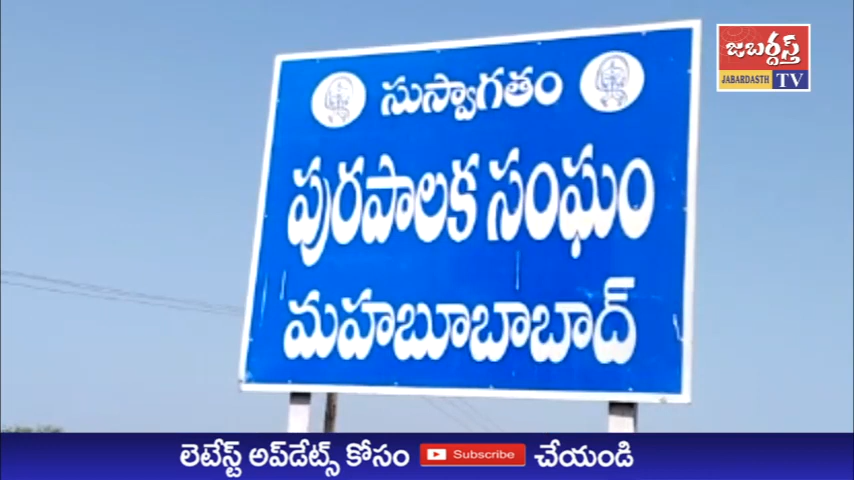 జబర్దస్త్
JABARDASTH TV
సుస్వాగతం
పురపాలక సంఘం
మహబూబాబాద్
లెటేస్ట్ అప్‌డేట్స్ కోసం Subscribe చేయండి